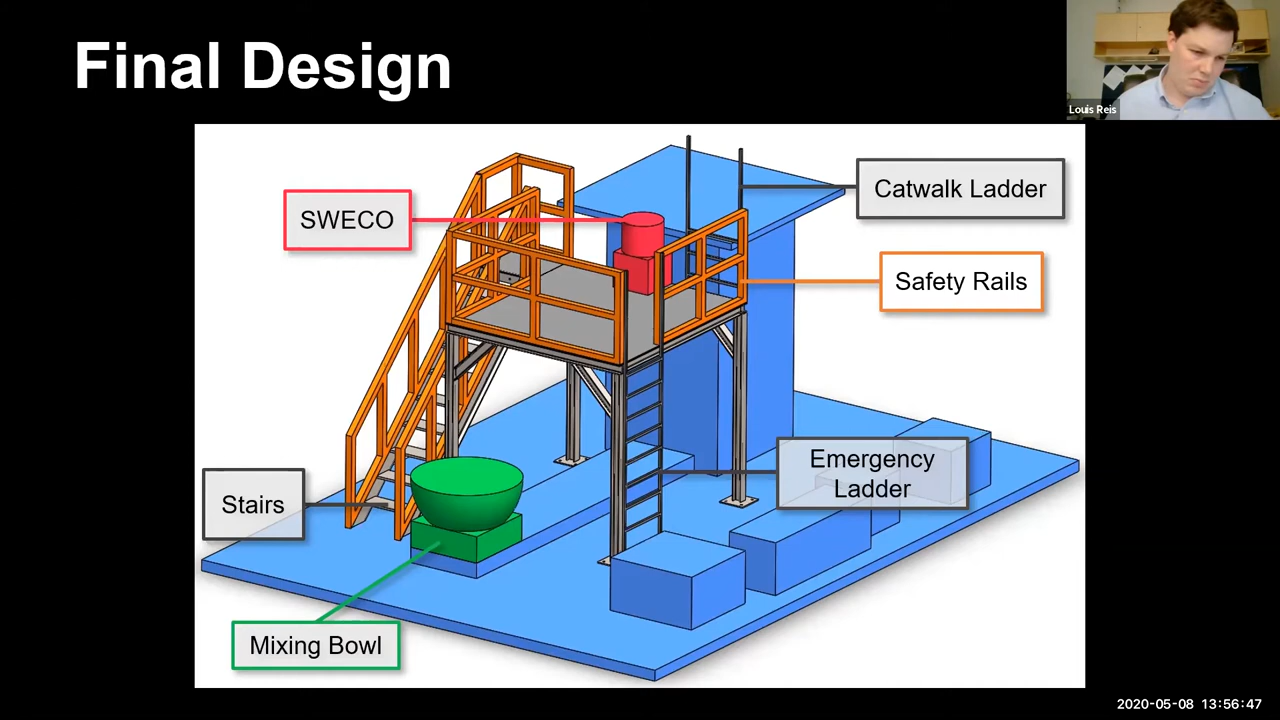 Final Design
Louis Reis
Catwalk Ladder
SWECO
Safety Rails
Emergency
Ladder
Stairs
Mixing Bowl
2020-05-08 13:56:47